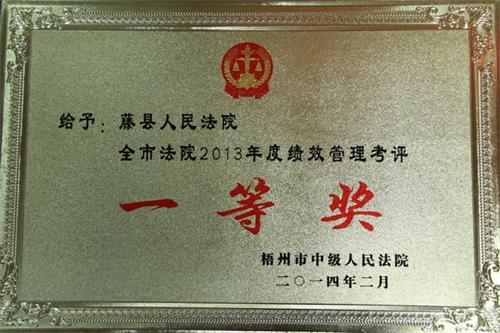 给予：藤县人民法院
全市法院2013年度绩效管理考评
一等奖
梧州市中级人民法院
二〇一四年二月